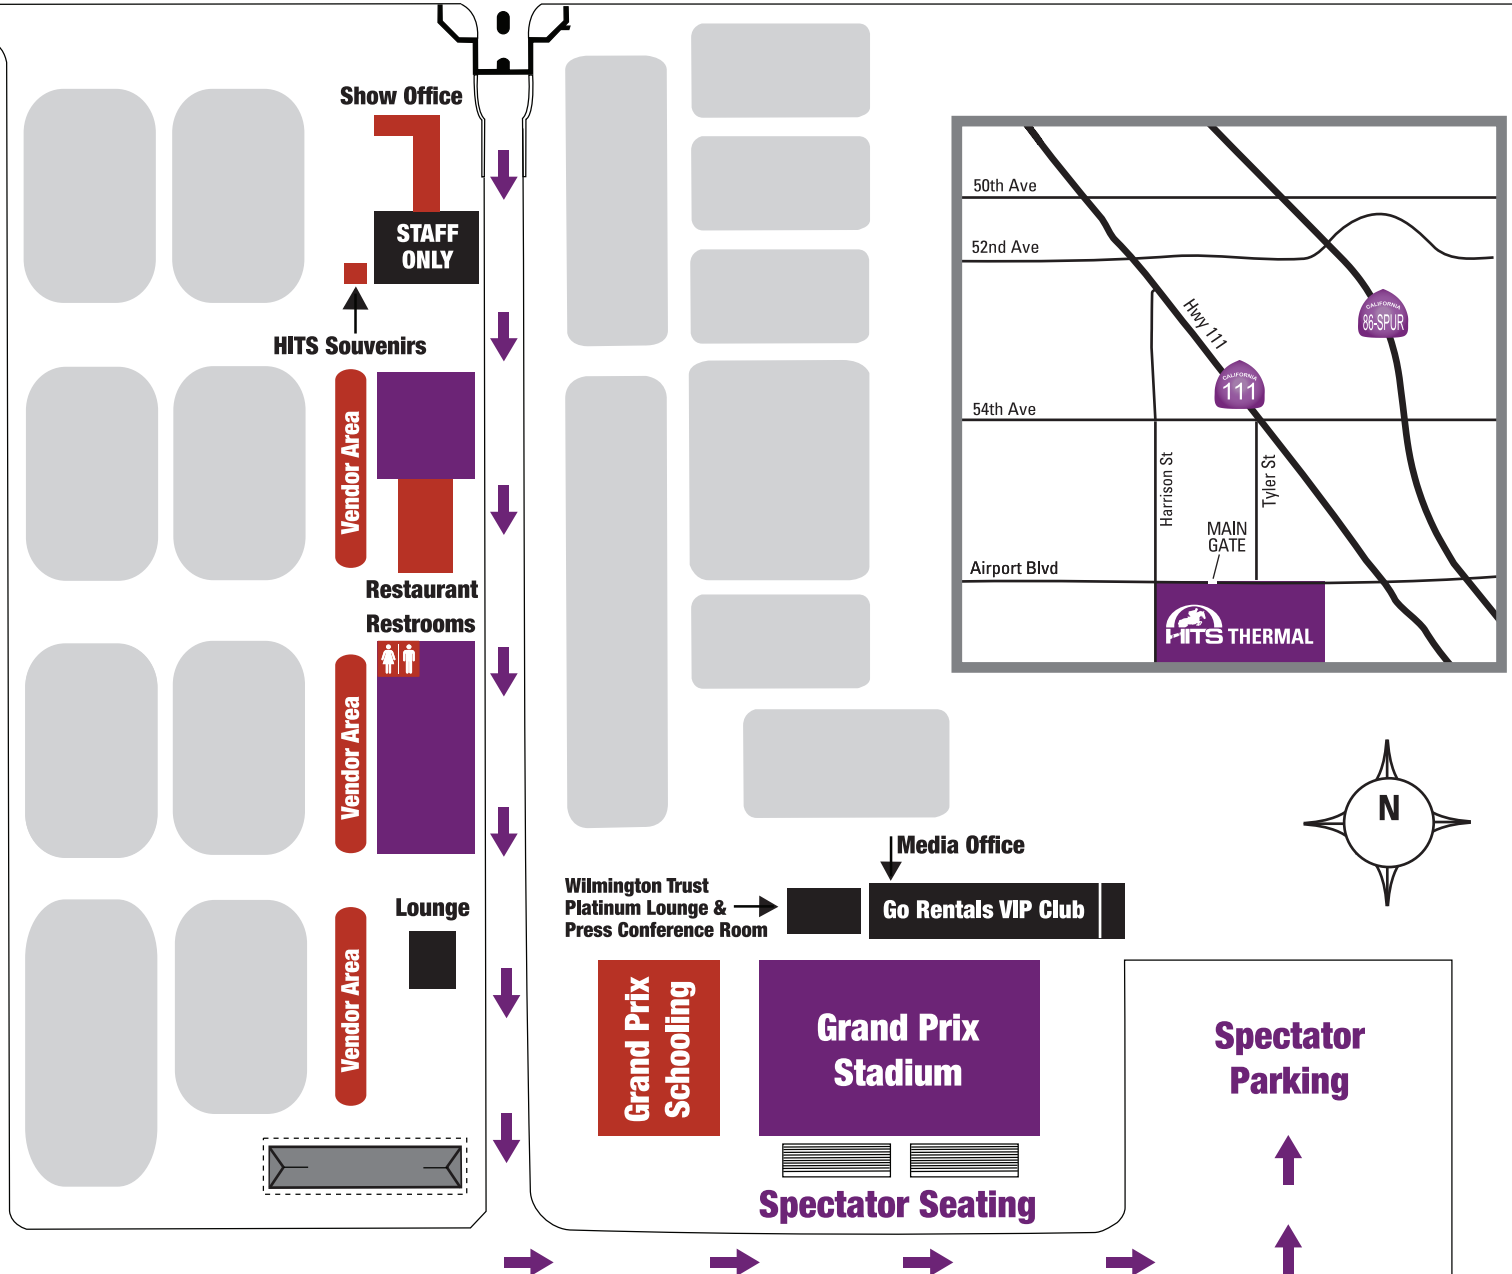 Show Office
STAFF
ONLY
HITS Souvenirs
Vendor Area
Restaurant
Restrooms
Vendor Area
Lounge
Vendor Area
50th Ave
52nd Ave
Hwy 111
CALIFORNIA
86-SPUR
CALIFORNIA
111
54th Ave
Harrison St
Tyler St
MAIN
GATE
Airport Blvd
HITS THERMAL
N
Media Office
Wilmington Trust
Platinum Lounge &
Press Conference Room
Go Rentals VIP Club
Grand Prix
Schooling
Grand Prix
Stadium
Spectator
Parking
Spectator Seating